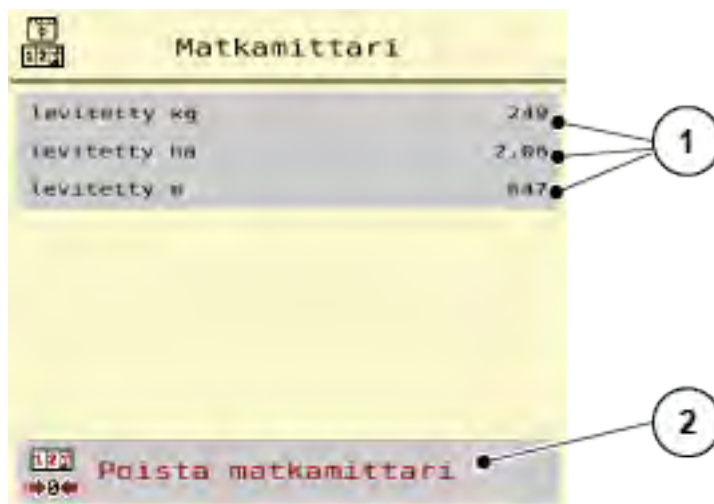 Matkamittari
levitetty kg 249
levitetty ha 2.06
levitetty m 847
1
2
Poista matkamittari